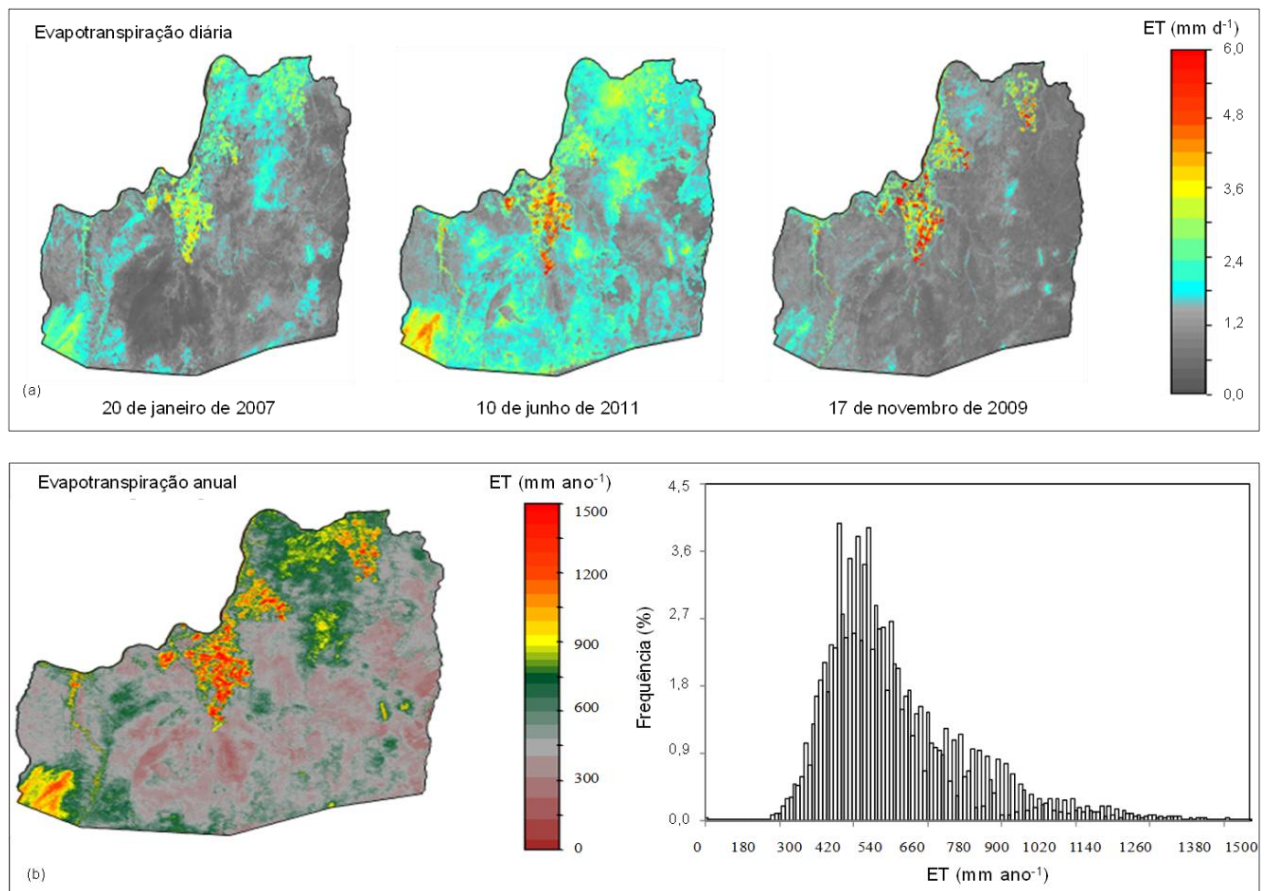 Evapotranspiração diária
ET (mm d⁻¹)
6,0
4,8
3,6
2,4
1,2
0,0
(a)
20 de janeiro de 2007
10 de junho de 2011
17 de novembro de 2009
Evapotranspiração anual
ET (mm ano⁻¹)
1500
1200
900
600
300
0
(b)
Frequência (%)
4,5
3,6
2,7
1,8
0,9
0,0
0 180 300 420 540 660 780 900 1020 1140 1260 1380 1500
ET (mm ano⁻¹)